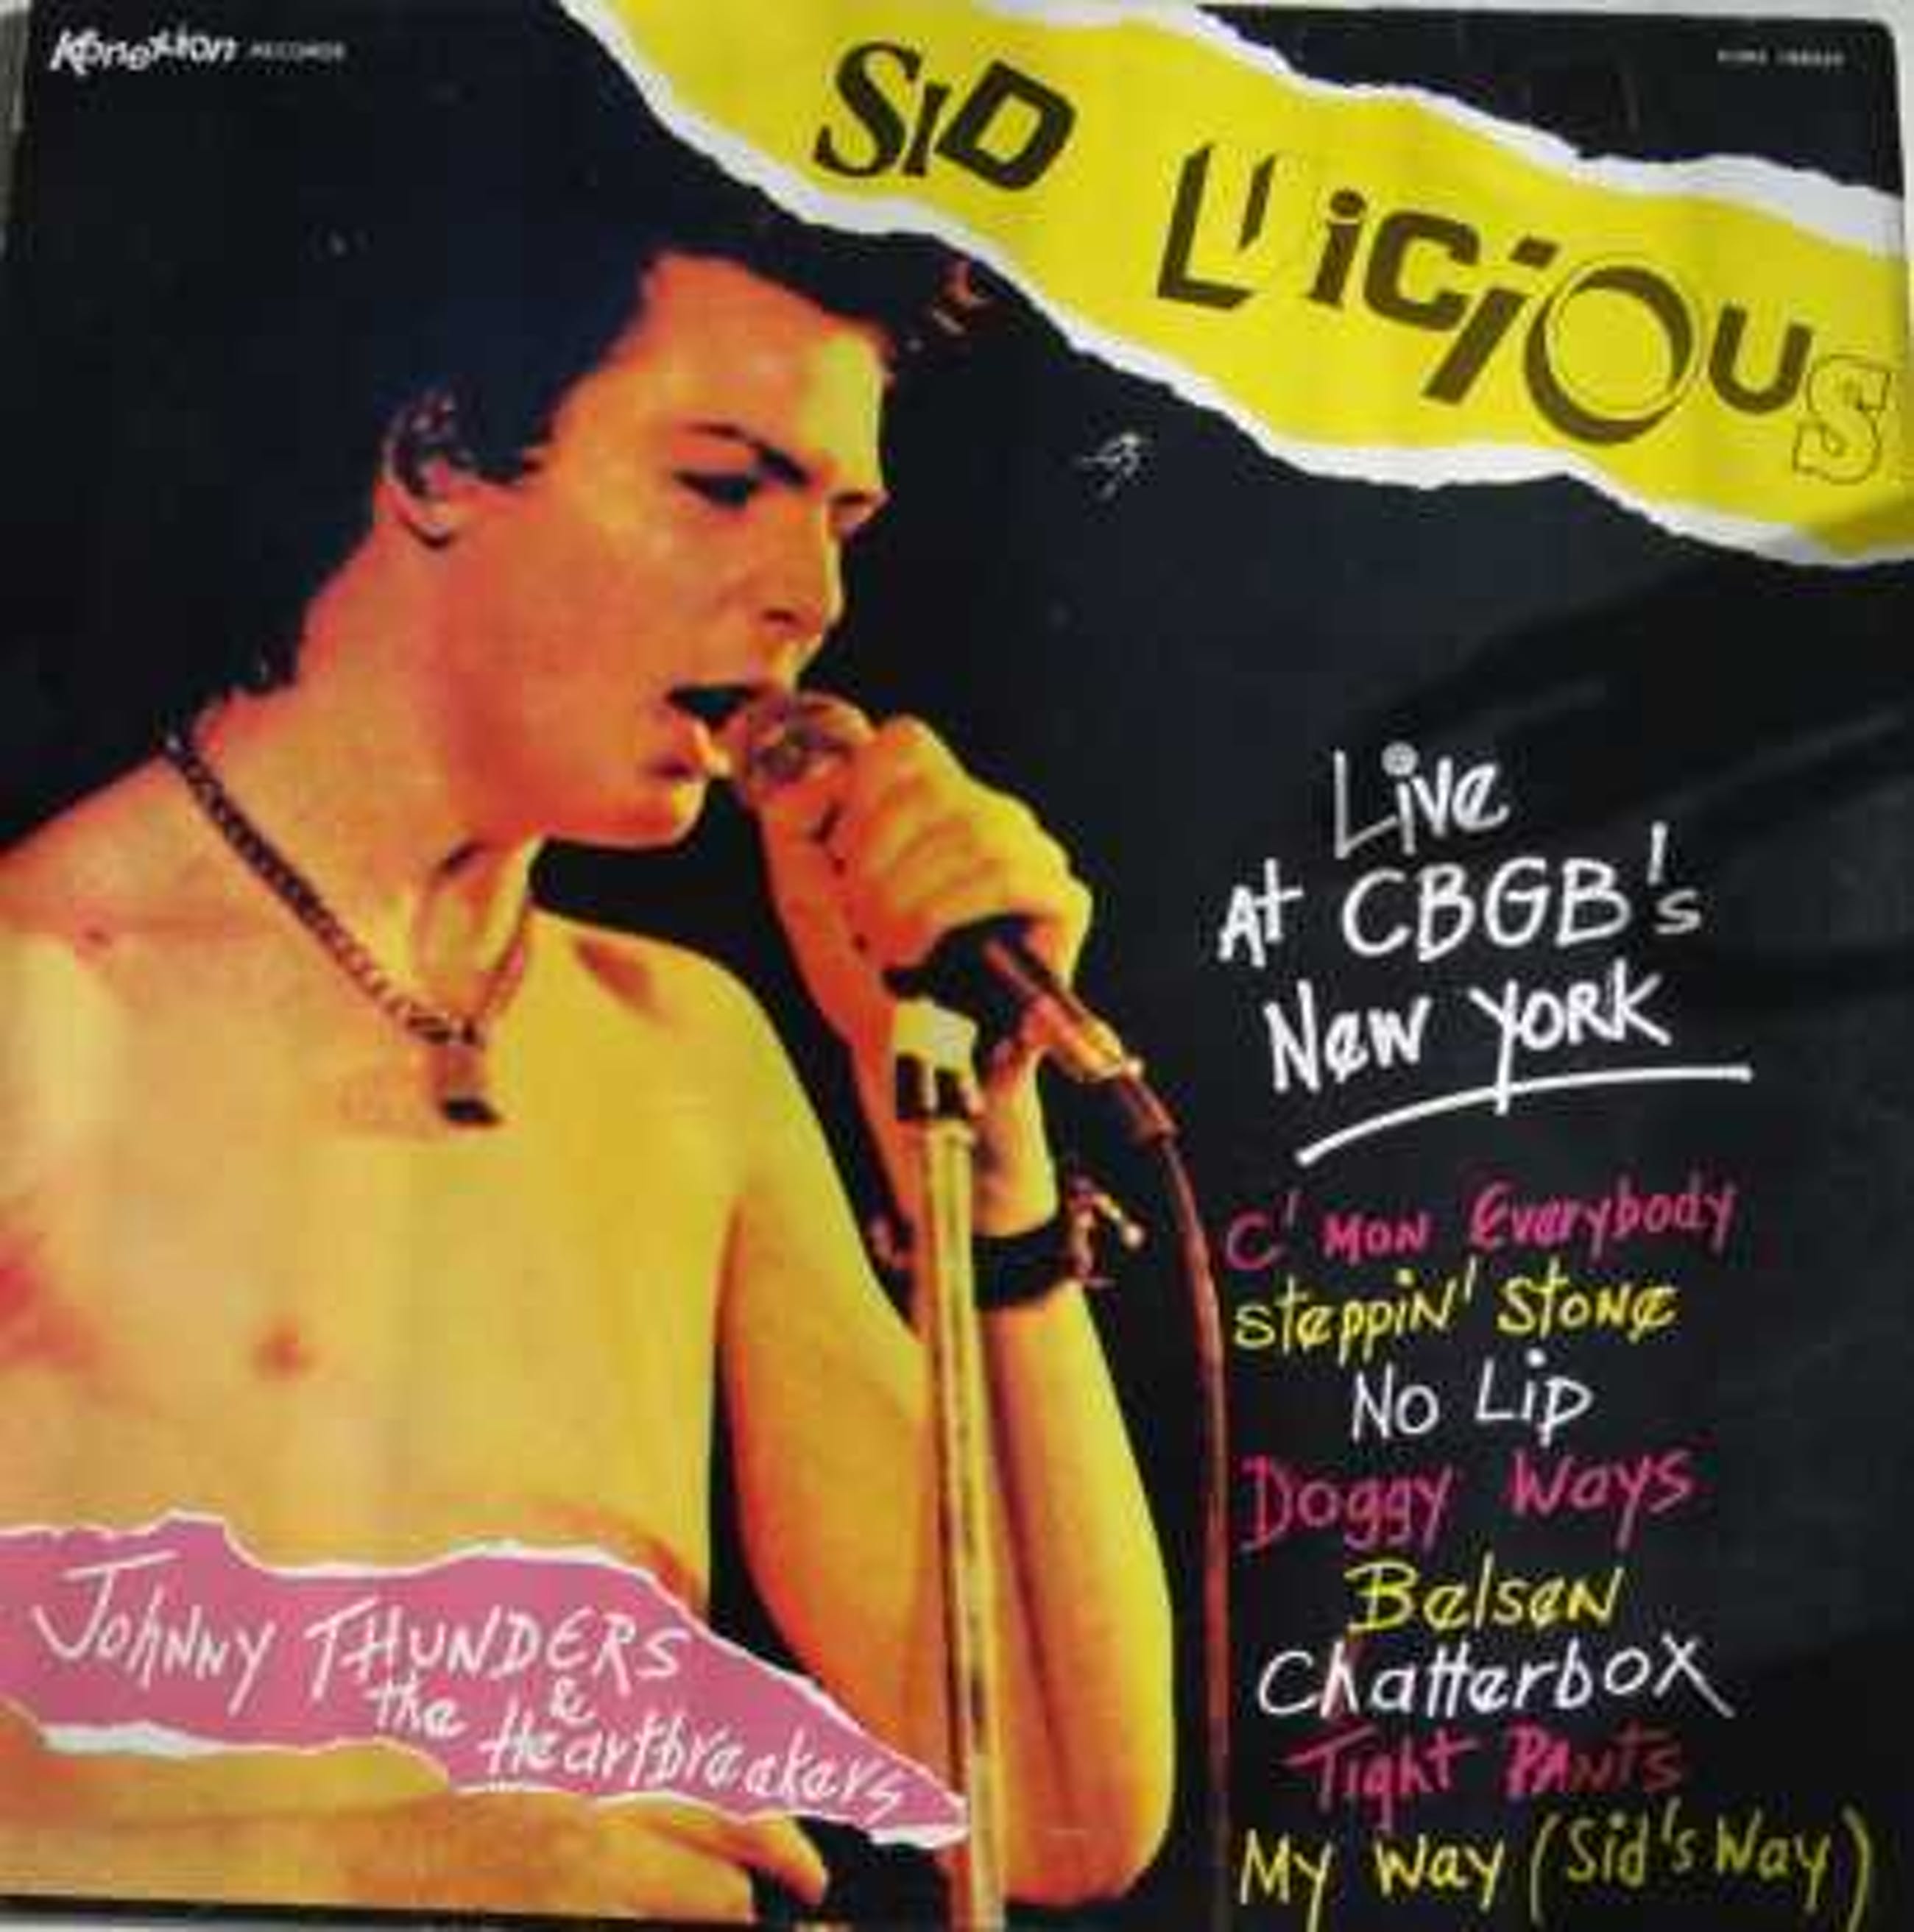 Konexion RECORDS
SID
VICIOUS
Live
At CBGB's
New York
C'mon Everybody
steppin' stone
No Lip
Doggy Ways
Belsen
Chatterbox
Tight Pants
My Way (Sid's Way)
Johnny THUNDERS
&
the Heartbreakers